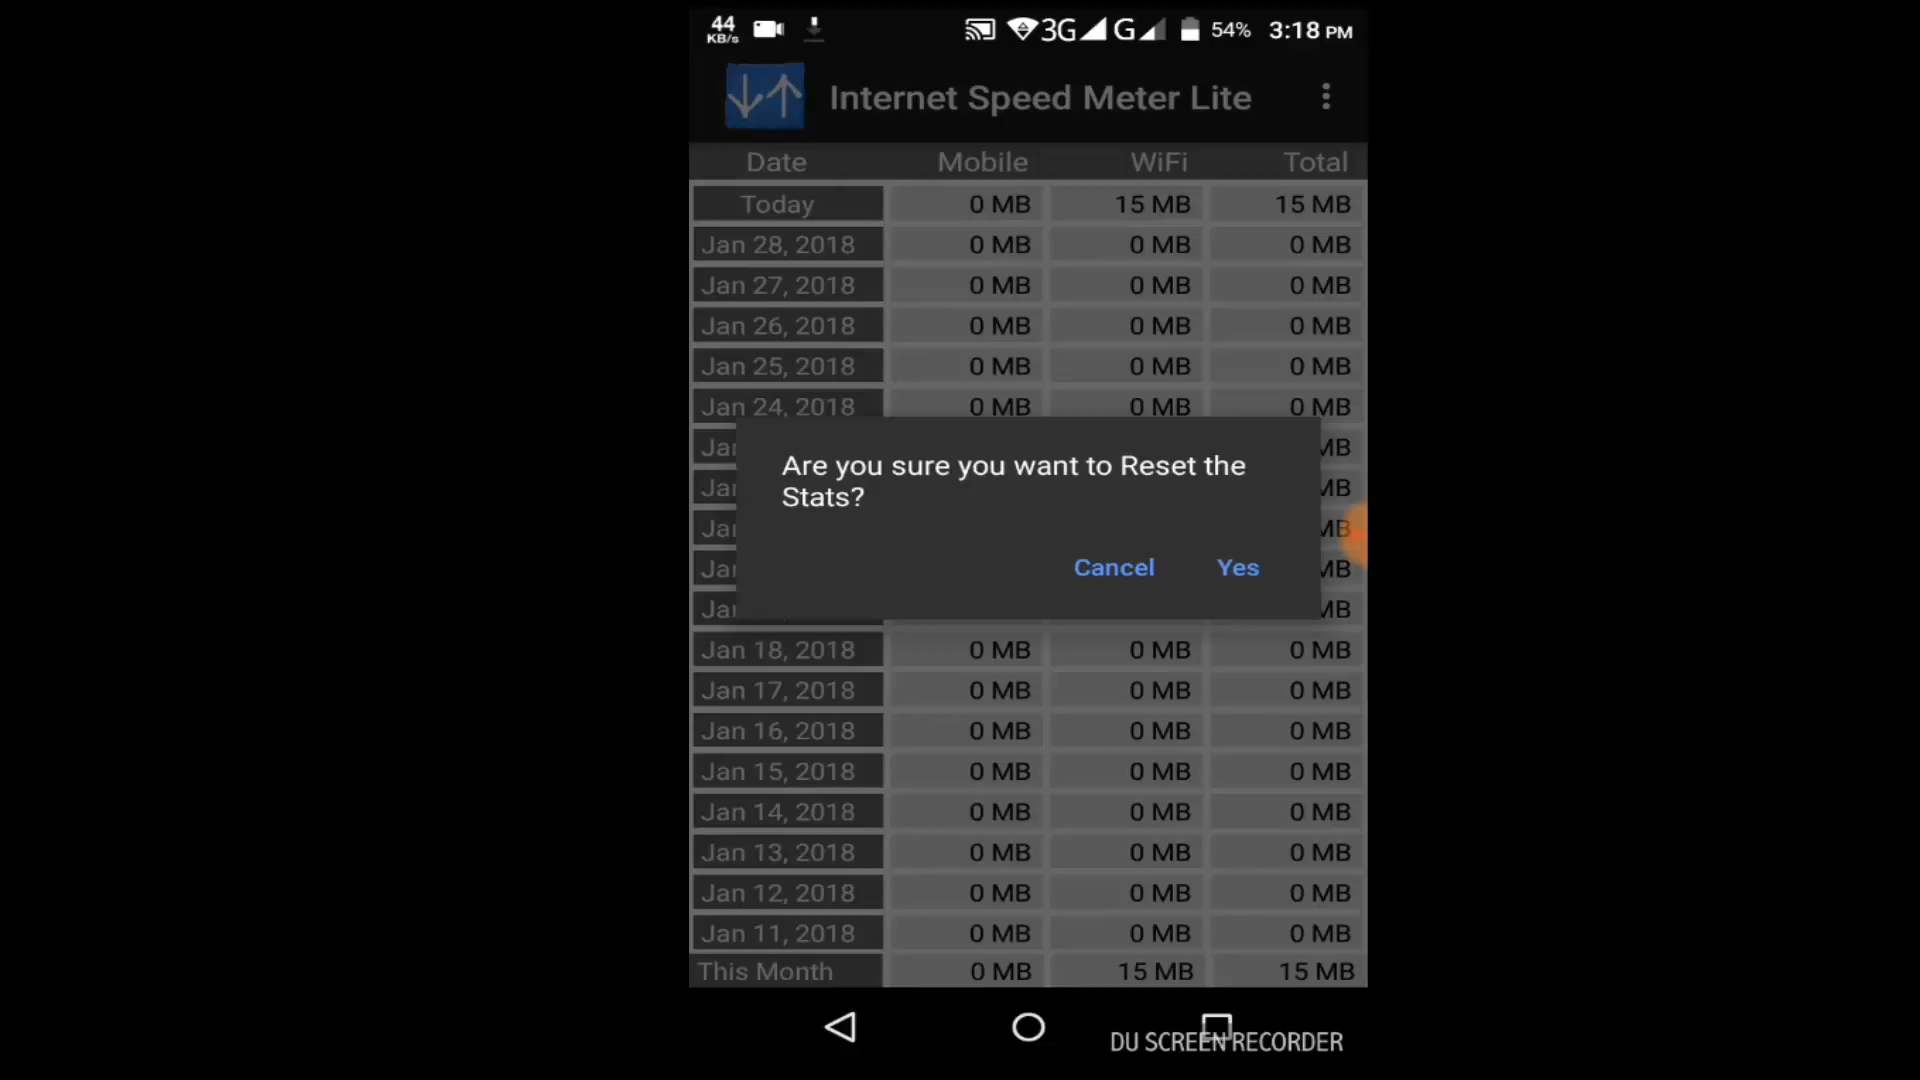 44
KB/s
3G G 54% 3:18 PM
Internet Speed Meter Lite
Date Mobile WiFi Total
Today 0 MB 15 MB 15 MB
Jan 28, 2018 0 MB 0 MB 0 MB
Jan 27, 2018 0 MB 0 MB 0 MB
Jan 26, 2018 0 MB 0 MB 0 MB
Jan 25, 2018 0 MB 0 MB 0 MB
Jan 24, 2018 0 MB 0 MB 0 MB
MB
MB
MB
MB
MB
Are you sure you want to Reset the
Stats?
Cancel Yes
Jan 18, 2018 0 MB 0 MB 0 MB
Jan 17, 2018 0 MB 0 MB 0 MB
Jan 16, 2018 0 MB 0 MB 0 MB
Jan 15, 2018 0 MB 0 MB 0 MB
Jan 14, 2018 0 MB 0 MB 0 MB
Jan 13, 2018 0 MB 0 MB 0 MB
Jan 12, 2018 0 MB 0 MB 0 MB
Jan 11, 2018 0 MB 0 MB 0 MB
This Month 0 MB 15 MB 15 MB
DU SCREEN RECORDER